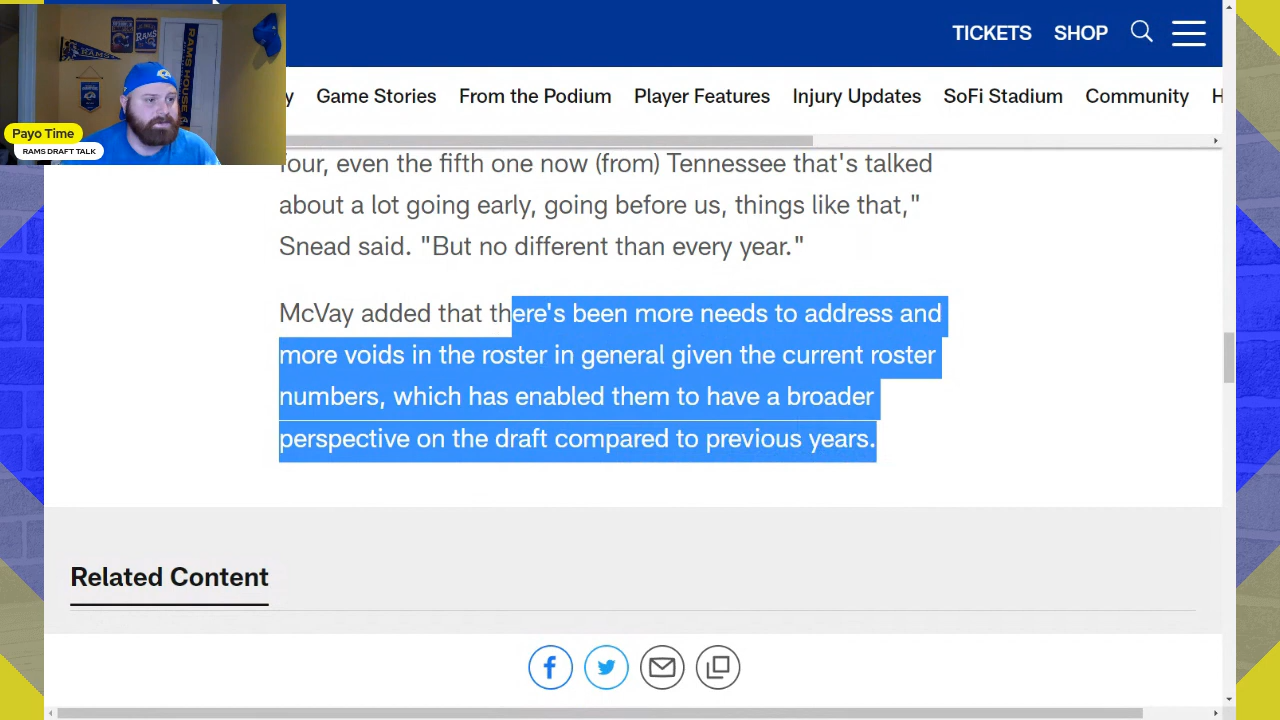 TICKETS SHOP
y Game Stories From the Podium Player Features Injury Updates SoFi Stadium Community H
RAMS
RAMS
RAMS HOUSE
Payo Time
RAMS DRAFT TALK
four, even the fifth one now (from) Tennessee that's talked
about a lot going early, going before us, things like that,"
Snead said. "But no different than every year."
McVay added that there's been more needs to address and
more voids in the roster in general given the current roster
numbers, which has enabled them to have a broader
perspective on the draft compared to previous years.
Related Content